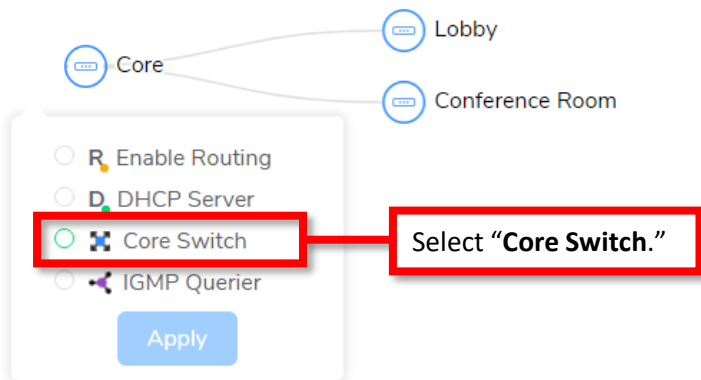 Lobby
Core
Conference Room
R Enable Routing
D DHCP Server
Core Switch
Select “Core Switch.”
IGMP Querier
Apply